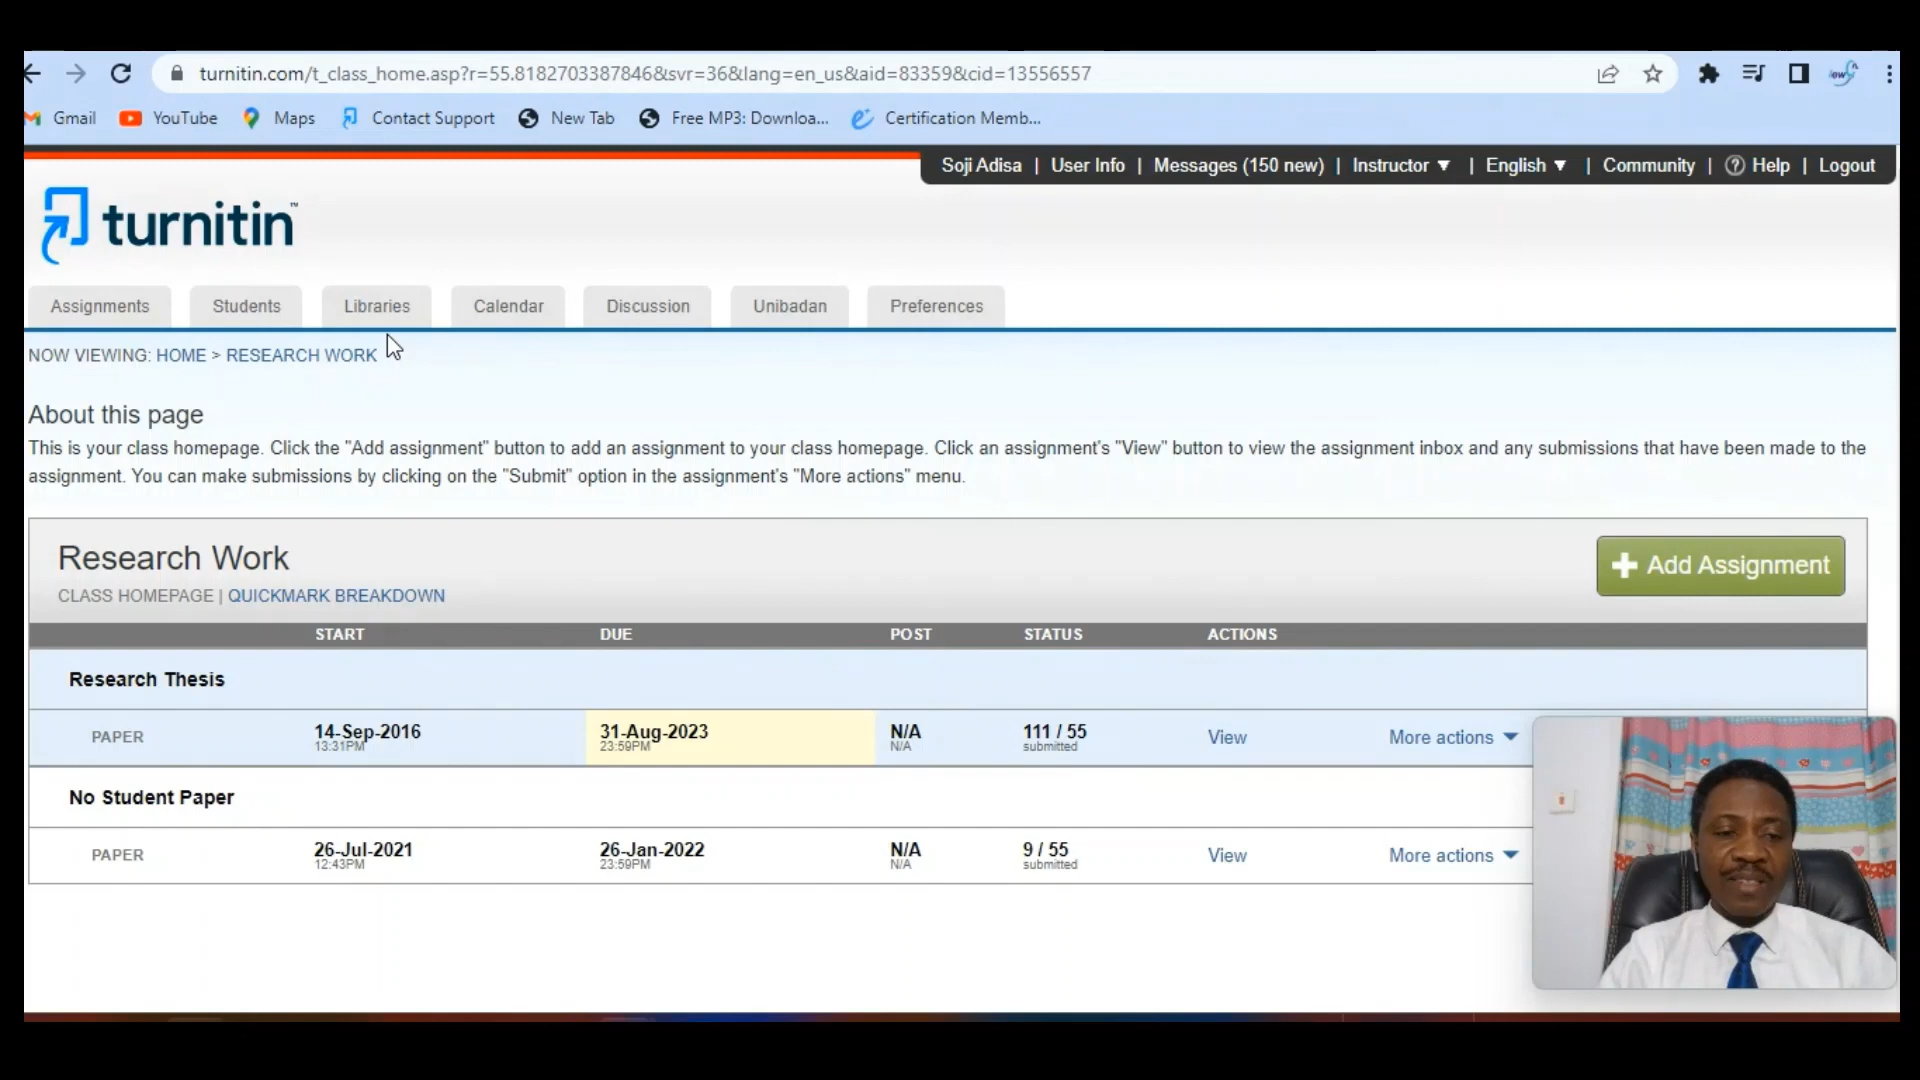 turnitin.com/t_class_home.asp?r=55.8182703387846&svr=36&lang=en_us&aid=83359&cid=13556557
Gmail YouTube Maps Contact Support New Tab Free MP3: Downloa... Certification Memb...
Soji Adisa | User Info | Messages (150 new) | Instructor ▼ | English ▼ | Community | ? Help | Logout
turnitin™
Assignments Students Libraries Calendar Discussion Unibadan Preferences
NOW VIEWING: HOME > RESEARCH WORK
About this page
This is your class homepage. Click the "Add assignment" button to add an assignment to your class homepage. Click an assignment's "View" button to view the assignment inbox and any submissions that have been made to the
assignment. You can make submissions by clicking on the "Submit" option in the assignment's "More actions" menu.
Research Work
+ Add Assignment
CLASS HOMEPAGE | QUICKMARK BREAKDOWN
START DUE POST STATUS ACTIONS
Research Thesis
PAPER 14-Sep-2016 31-Aug-2023 N/A 111 / 55 View More actions
13:31PM 23:59PM N/A submitted
No Student Paper
PAPER 26-Jul-2021 26-Jan-2022 N/A 9 / 55 View More actions
12:43PM 23:59PM N/A submitted